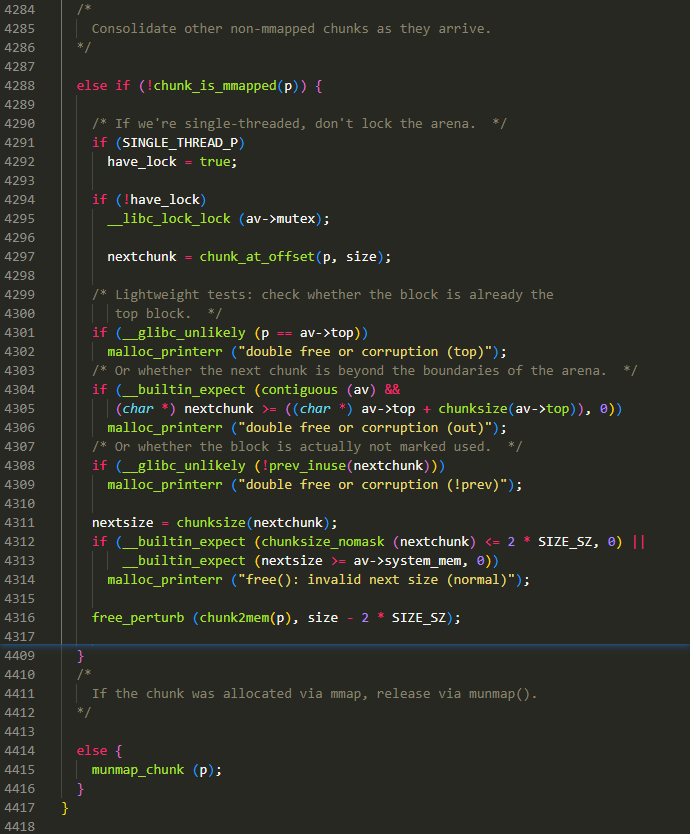 4284 /*
4285 Consolidate other non-mmapped chunks as they arrive.
4286 */
4287
4288 else if (!chunk_is_mmapped(p)) {
4289
4290 /* If we're single-threaded, don't lock the arena.  */
4291 if (SINGLE_THREAD_P)
4292 have_lock = true;
4293
4294 if (!have_lock)
4295 __libc_lock_lock (av->mutex);
4296
4297 nextchunk = chunk_at_offset(p, size);
4298
4299 /* Lightweight tests: check whether the block is already the
4300 top block.  */
4301 if (__glibc_unlikely (p == av->top))
4302 malloc_printerr ("double free or corruption (top)");
4303 /* Or whether the next chunk is beyond the boundaries of the arena.  */
4304 if (__builtin_expect (contiguous (av) &&
4305 (char *) nextchunk >= ((char *) av->top + chunksize(av->top)), 0))
4306 malloc_printerr ("double free or corruption (out)");
4307 /* Or whether the block is actually not marked used.  */
4308 if (__glibc_unlikely (!prev_inuse(nextchunk)))
4309 malloc_printerr ("double free or corruption (!prev)");
4310
4311 nextsize = chunksize(nextchunk);
4312 if (__builtin_expect (chunksize_nomask (nextchunk) <= 2 * SIZE_SZ, 0) ||
4313 __builtin_expect (nextsize >= av->system_mem, 0))
4314 malloc_printerr ("free(): invalid next size (normal)");
4315
4316 free_perturb (chunk2mem(p), size - 2 * SIZE_SZ);
4317
4409 }
4410 /*
4411 If the chunk was allocated via mmap, release via munmap().
4412 */
4413
4414 else {
4415 munmap_chunk (p);
4416 }
4417 }
4418